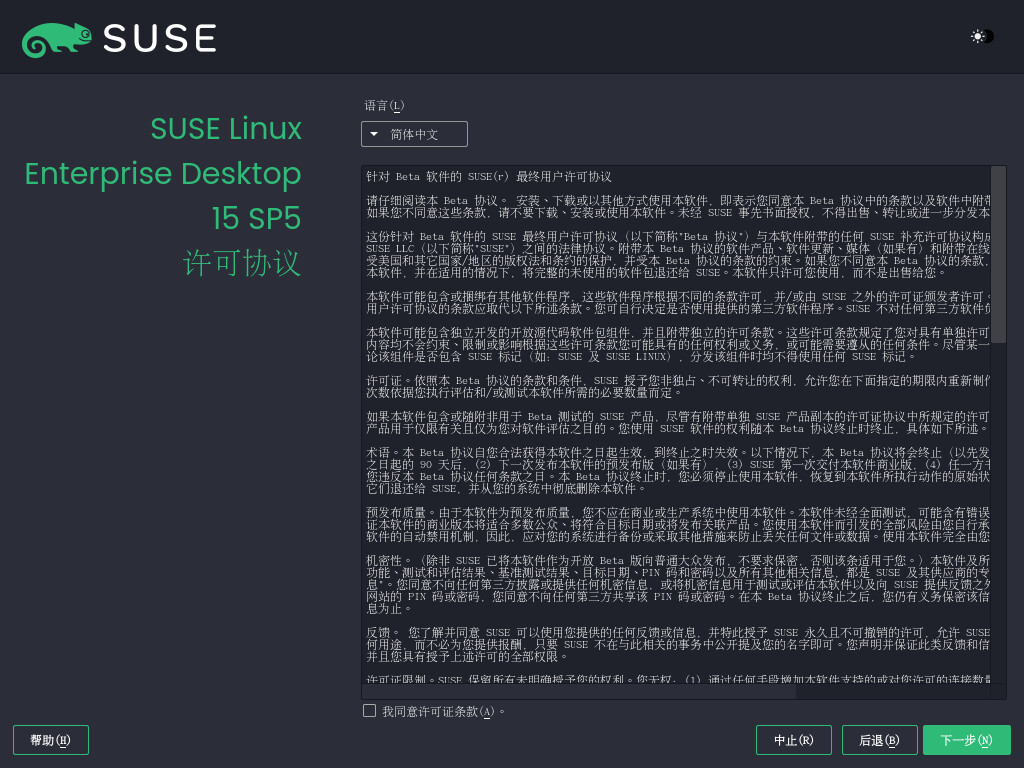 SUSE
SUSE Linux
Enterprise Desktop
15 SP5
许可协议
语言(L)
简体中文
针对 Beta 软件的 SUSE(r) 最终用户许可协议
请仔细阅读本 Beta 协议。 安装、下载或以其他方式使用本软件，即表示您同意本 Beta 协议中的条款以及软件中附带
如果您不同意这些条款，请不要下载、安装或使用本软件。未经 SUSE 事先书面授权，不得出售、转让或进一步分发本
这份针对 Beta 软件的 SUSE 最终用户许可协议（以下简称"Beta 协议"）与本软件附带的任何 SUSE 补充许可协议构成
SUSE LLC（以下简称"SUSE"）之间的法律协议。附带本 Beta 协议的软件产品、软件更新、媒体（如果有）和附带在线
受美国和其它国家/地区的版权法和条约的保护，并受本 Beta 协议的条款的约束。如果您不同意本 Beta 协议的条款，
本软件，并在适用的情况下，将完整的未使用的软件包退还给 SUSE。本软件只许可您使用，而不是出售给您。
本软件可能包含或捆绑有其他软件程序，这些软件程序根据不同的条款许可，并/或由 SUSE 之外的许可证颁发者许可。
用户许可协议的条款应取代以下所述条款。您可自行决定是否使用提供的第三方软件程序。SUSE 不对任何第三方软件负
本软件可能包含独立开发的开放源代码软件包组件，并且附带独立的许可条款。这些许可条款规定了您对具有单独许可
内容均不会约束、限制或影响根据这些许可条款您可能具有的任何权利或义务，或可能需要遵从的任何条件。尽管某一
论该组件是否包含 SUSE 标记（如：SUSE 及 SUSE LINUX），分发该组件时均不得使用任何 SUSE 标记。
许可证。依照本 Beta 协议的条款和条件，SUSE 授予您非独占、不可转让的权利，允许您在下面指定的期限内重新制作
次数依据您执行评估和/或测试本软件所需的必要数量而定。
如果本软件包含或随附非用于 Beta 测试的 SUSE 产品，尽管有附带单独 SUSE 产品副本的许可证协议中所规定的许可
产品用于仅限有关且仅为您对软件评估之目的。您使用 SUSE 软件的权利随本 Beta 协议终止时终止，具体如下所述。
术语。本 Beta 协议自您合法获得本软件之日起生效，到终止之时失效。以下情况下，本 Beta 协议将会终止（以先发
之日起的 90 天后，(2) 下一次发布本软件的预发布版（如果有），(3) SUSE 第一次交付本软件商业版，(4) 任一方
您违反本 Beta 协议任何条款之日。本 Beta 协议终止时，您必须停止使用本软件，恢复到本软件所执行动作的原始状
它们退还给 SUSE，并从您的系统中彻底删除本软件。
预发布质量。由于本软件为预发布质量，您不应在商业或生产系统中使用本软件。本软件未经全面测试，可能含有错误
证本软件的商业版本将适合多数公众、将符合目标日期或将发布关联产品。您使用本软件而引发的全部风险由您自行承
软件的自动禁用机制，因此，应对您的系统进行备份或采取其他措施来防止丢失任何文件或数据。使用本软件完全由您
机密性。（除非 SUSE 已将本软件作为开放 Beta 版向普通大众发布，不要求保密，否则该条适用于您。）本软件及所
功能、测试和评估结果、基准测试结果、目标日期、PIN 码和密码以及所有其他相关信息，都是 SUSE 及其供应商的专
息"。您同意不向任何第三方披露或提供任何机密信息，或将机密信息用于测试或评估本软件以及向 SUSE 提供反馈之外
网站的 PIN 码或密码，您同意不向任何第三方共享该 PIN 码或密码。在本 Beta 协议终止之后，您仍有义务保密该信
息为止。
反馈。 您了解并同意 SUSE 可以使用您提供的任何反馈或信息，并特此授予 SUSE 永久且不可撤销的许可，允许 SUSE
何用途，而不必为您提供报酬，只要 SUSE 不在与此相关的事务中公开提及您的名字即可。您声明并保证此类反馈和信
并且您具有授予上述许可的全部权限。
许可证限制。SUSE 保留所有未明确授予您的权利。您无权：(1) 通过任何手段增加本软件支持的或对您许可的连接数量
我同意许可证条款(A)。
帮助(H)
中止(R)
后退(B)
下一步(N)